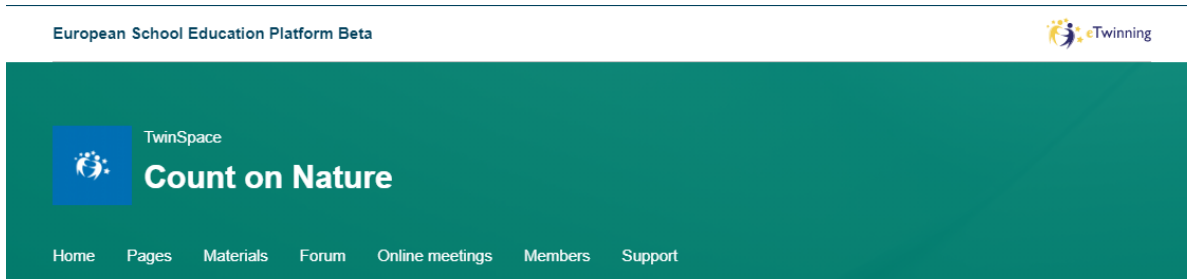 European School Education Platform Beta
eTwinning
TwinSpace
Count on Nature
Home Pages Materials Forum Online meetings Members Support